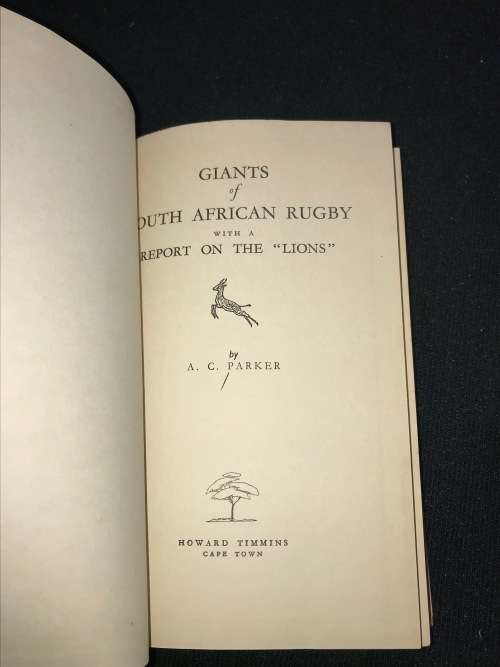 GIANTS
of
OUTH AFRICAN RUGBY
WITH A
REPORT ON THE "LIONS"
by
A. C. PARKER
HOWARD TIMMINS
CAPE TOWN